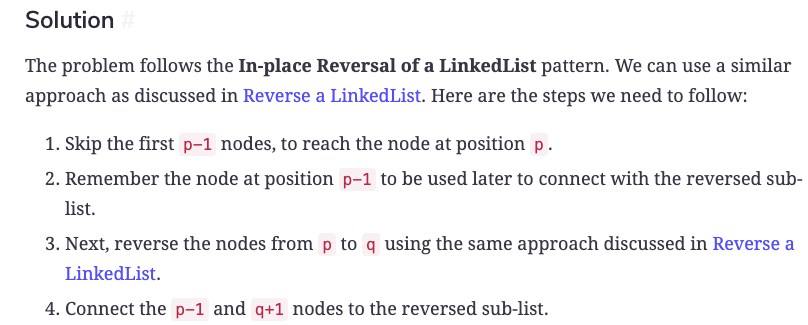 Solution #
The problem follows the In-place Reversal of a LinkedList pattern. We can use a similar
approach as discussed in Reverse a LinkedList. Here are the steps we need to follow:
1. Skip the first p-1 nodes, to reach the node at position p.
2. Remember the node at position p-1 to be used later to connect with the reversed sub-
list.
3. Next, reverse the nodes from p to q using the same approach discussed in Reverse a
LinkedList.
4. Connect the p-1 and q+1 nodes to the reversed sub-list.